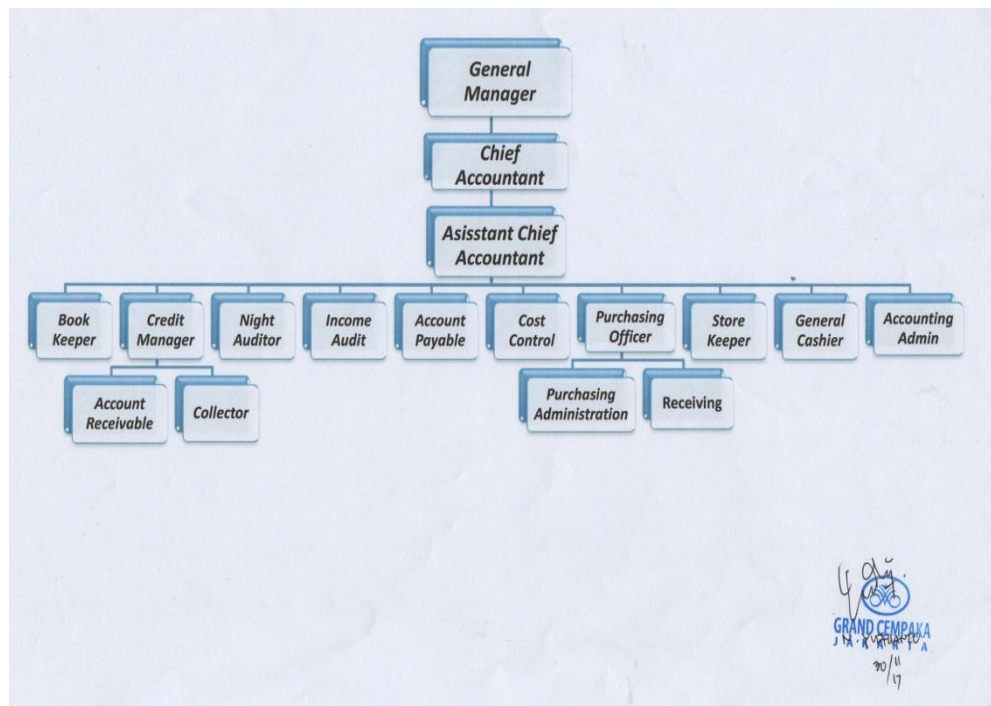 General
Manager
Chief
Accountant
Asisstant Chief
Accountant
Book
Keeper
Credit
Manager
Night
Auditor
Income
Audit
Account
Payable
Cost
Control
Purchasing
Officer
Store
Keeper
General
Cashier
Accounting
Admin
Account
Receivable
Collector
Purchasing
Administration
Receiving
GRAND CEMPAKA
JAKARTA
30/11
17